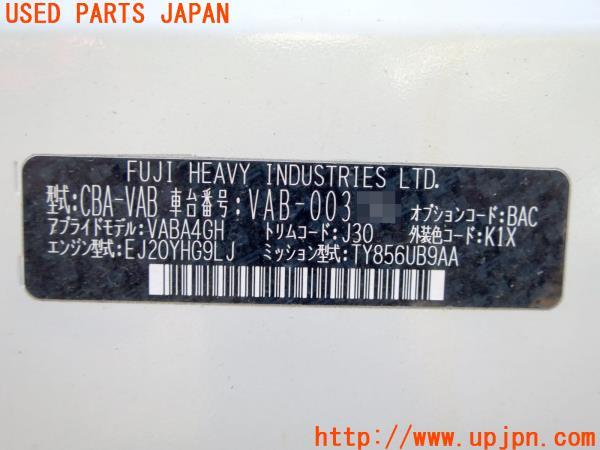 USED PARTS JAPAN
FUJI HEAVY INDUSTRIES LTD.
型式:CBA-VAB 車台番号:VAB-003 オプションコード:BAC
アプライドモデル:VABA4GH トリムコード:J30 外装色コード:K1X
エンジン型式:EJ20YHG9LJ ミッション型式:TY856UB9AA
http://www.upjpn.com/